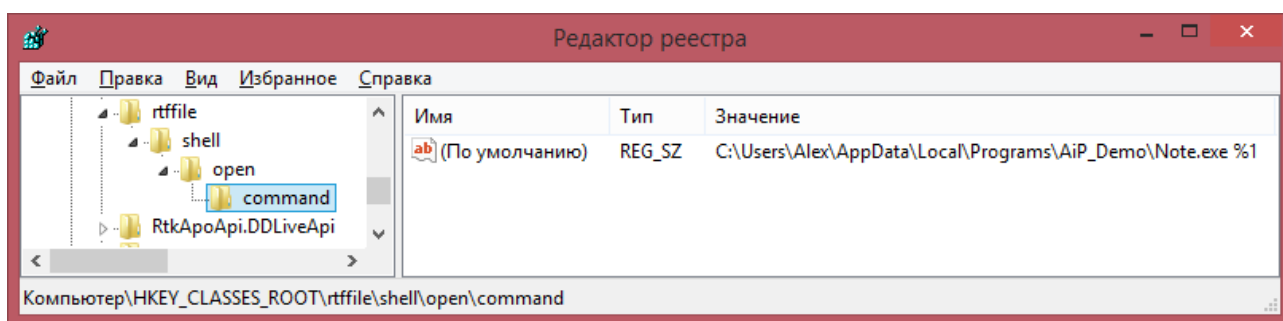 Редактор реестра
Файл Правка Вид Избранное Справка
rtffile
shell
open
command
RtkApoApi.DDLiveApi
Имя Тип Значение
ab (По умолчанию) REG_SZ C:\Users\Alex\AppData\Local\Programs\AiP_Demo\Note.exe %1
Компьютер\HKEY_CLASSES_ROOT\rtffile\shell\open\command